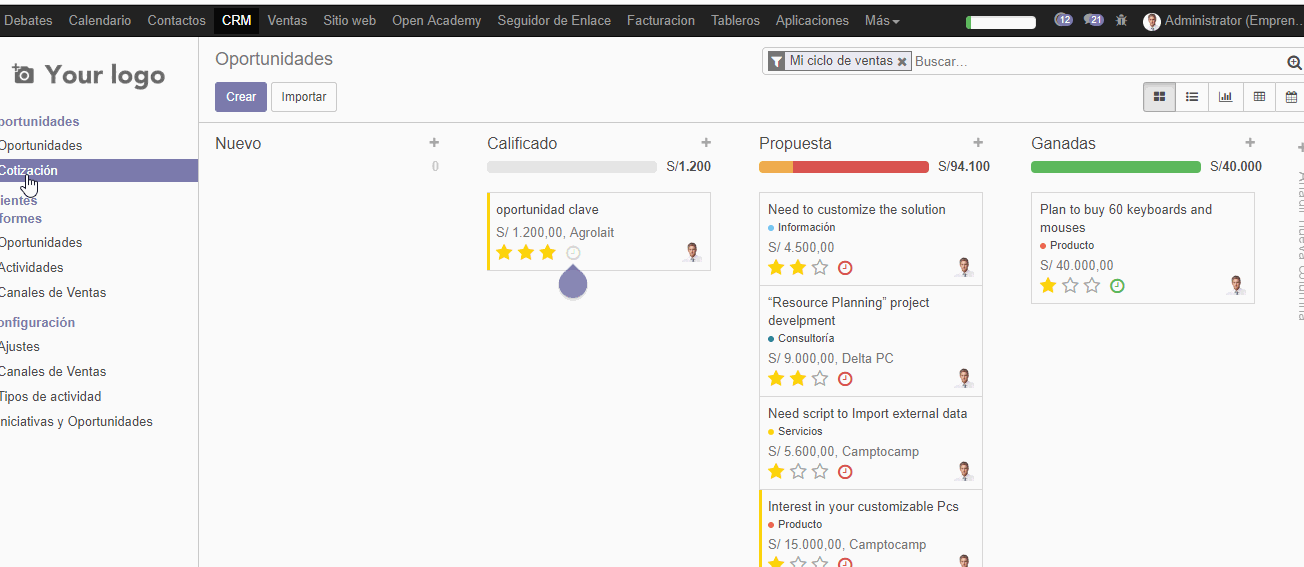 Debates Calendario Contactos CRM Ventas Sitio web Open Academy Seguidor de Enlace Facturacion Tableros Aplicaciones Más 12 21 Administrator (Empren...
Your logo
portunidades
Oportunidades
Cotización
ientes
formes
Oportunidades
Actividades
Canales de Ventas
onfiguración
Ajustes
Canales de Ventas
Tipos de actividad
niciativas y Oportunidades
Oportunidades
Mi ciclo de ventas Buscar...
Crear Importar
Nuevo
0
Calificado
S/1.200
oportunidad clave
S/ 1.200,00, Agrolait
Propuesta
S/94.100
Need to customize the solution
Información
S/ 4.500,00
“Resource Planning” project
develpment
Consultoría
S/ 9.000,00, Delta PC
Need script to Import external data
Servicios
S/ 5.600,00, Camptocamp
Interest in your customizable Pcs
Producto
S/ 15.000,00, Camptocamp
Ganadas
S/40.000
Plan to buy 60 keyboards and
mouses
Producto
S/ 40.000,00
Añadir nueva columna